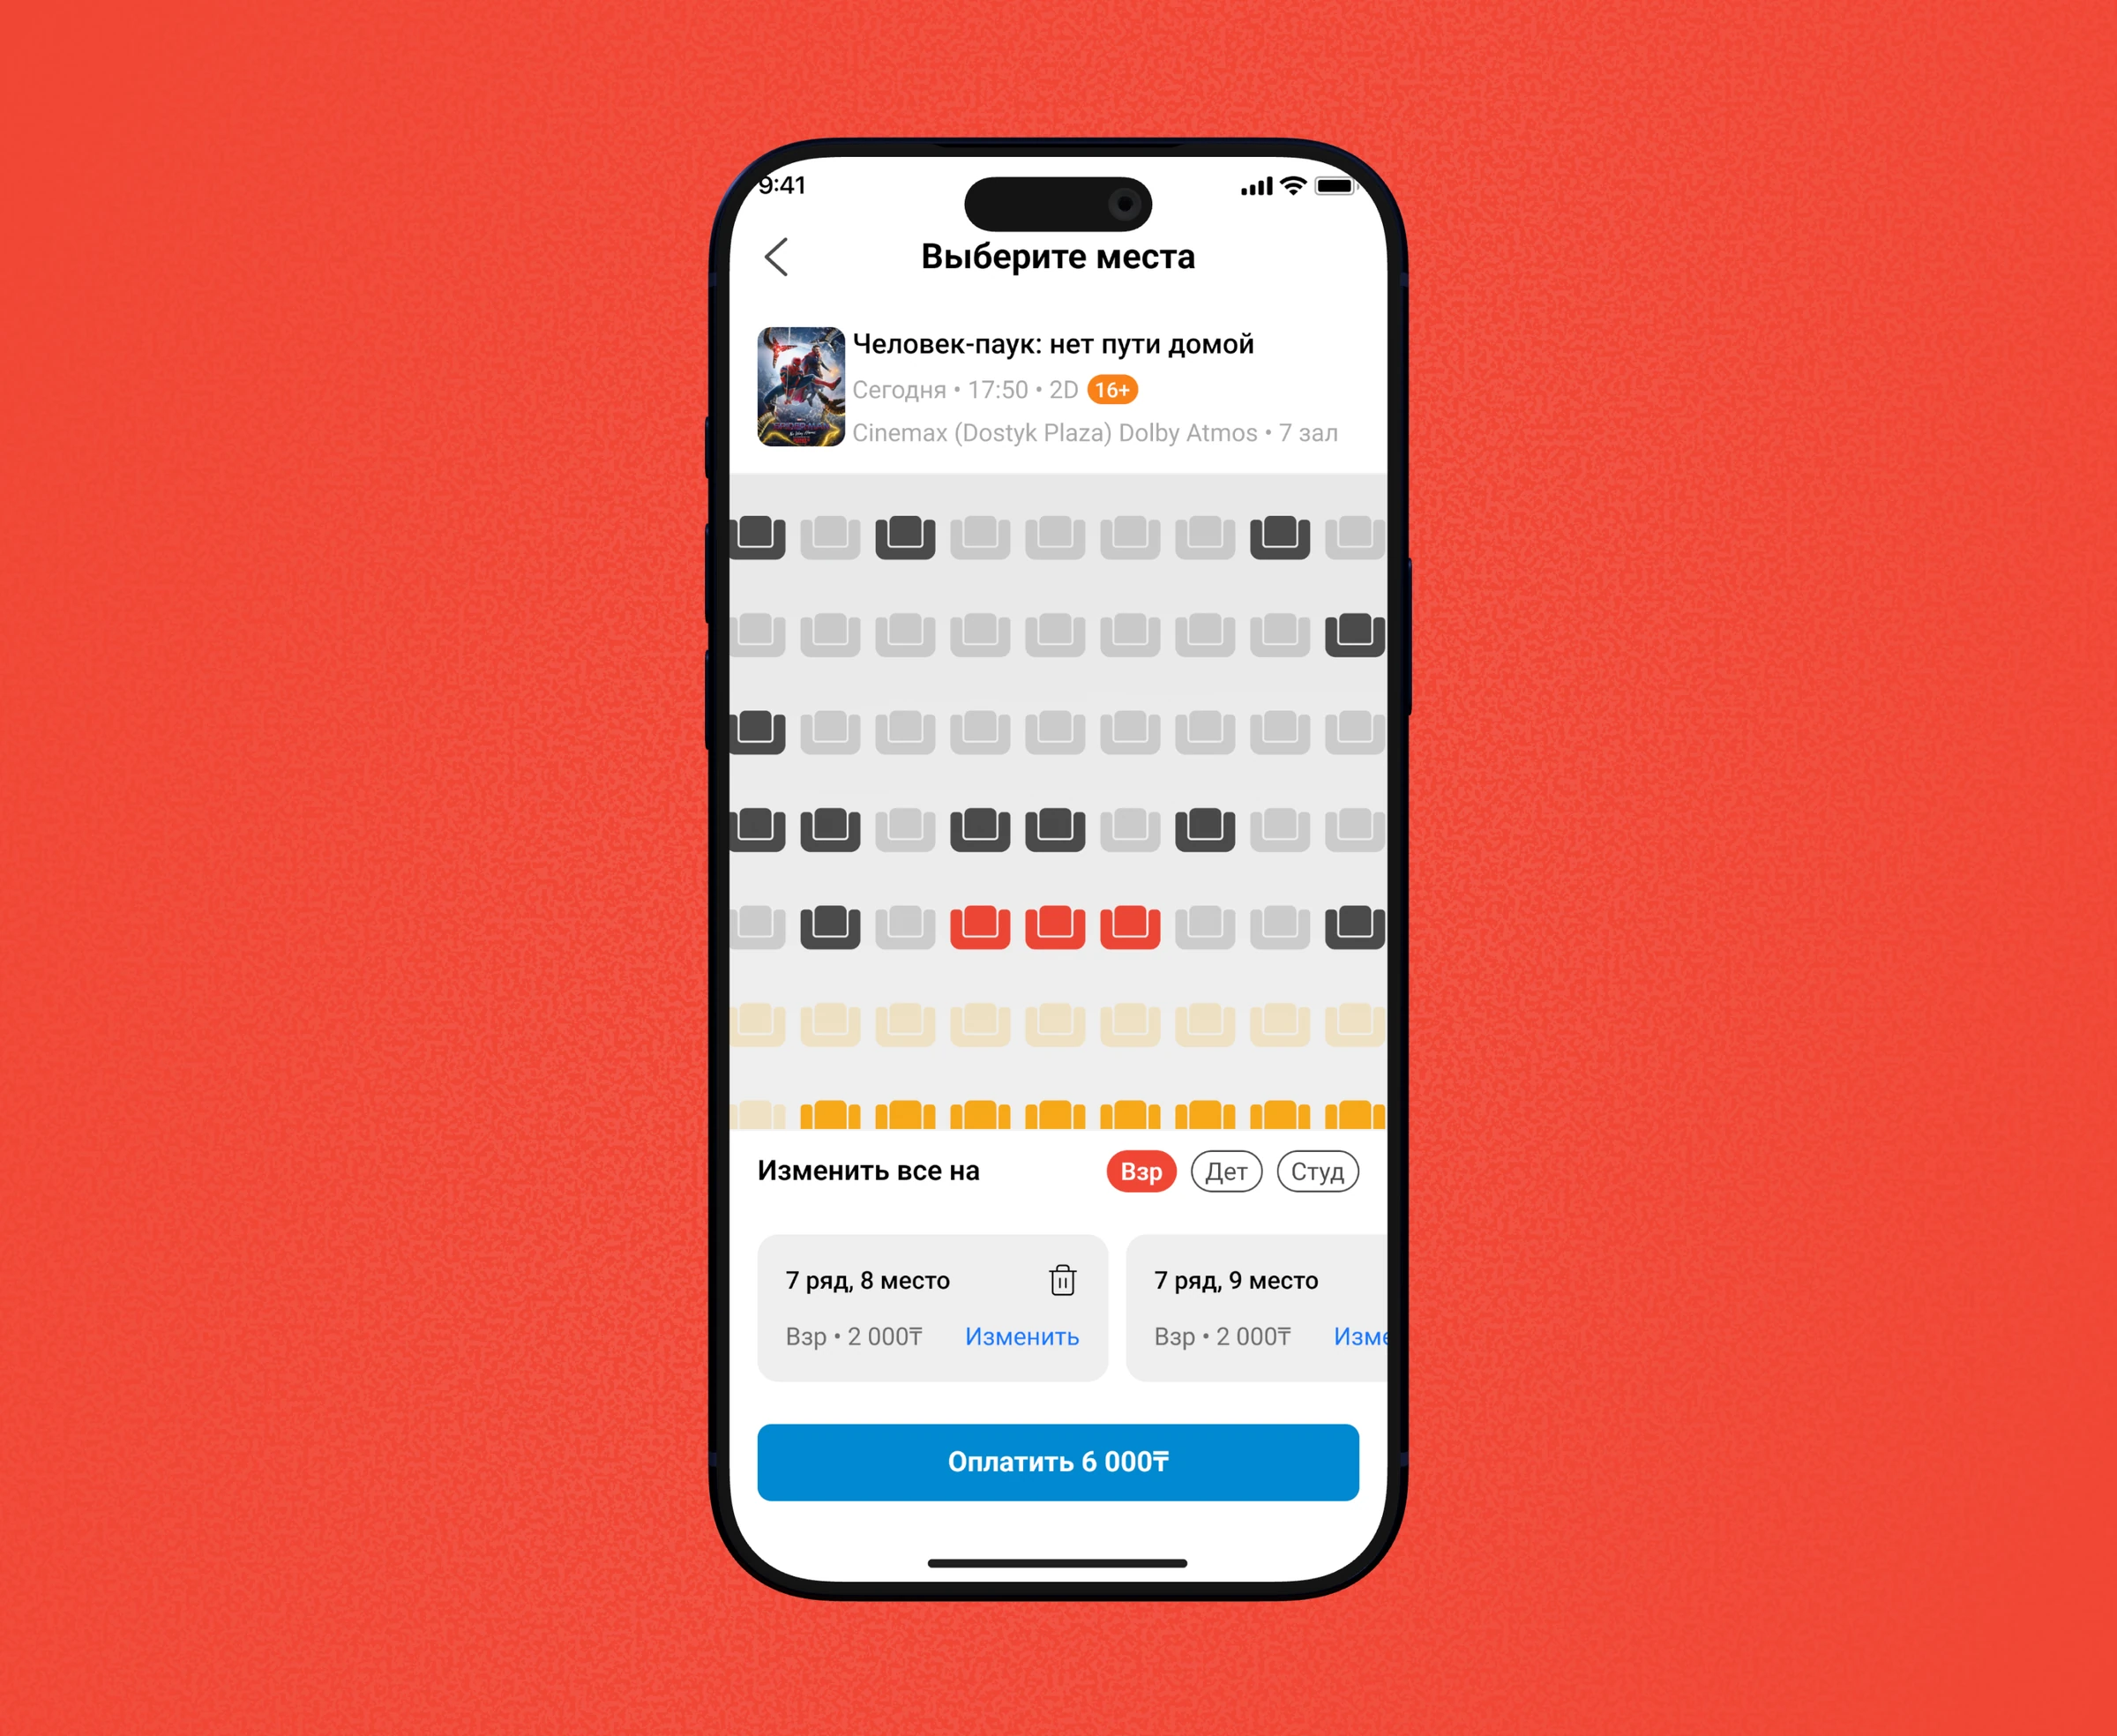 9:41
Выберите места
Человек-паук: нет пути домой
Сегодня • 17:50 • 2D 16+
Cinemax (Dostyk Plaza) Dolby Atmos • 7 зал
Изменить все на Взр Дет Студ
7 ряд, 8 место
Взр • 2 000₸ Изменить
7 ряд, 9 место
Взр • 2 000₸ Изме
Оплатить 6 000₸